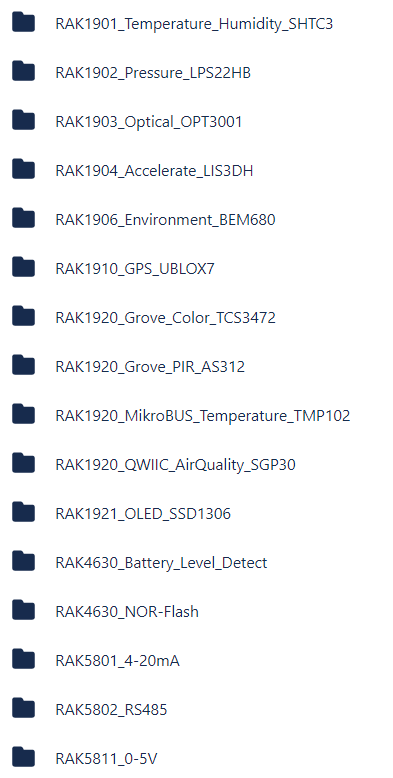 RAK1901_Temperature_Humidity_SHTC3
RAK1902_Pressure_LPS22HB
RAK1903_Optical_OPT3001
RAK1904_Accelerate_LIS3DH
RAK1906_Environment_BEM680
RAK1910_GPS_UBLOX7
RAK1920_Grove_Color_TCS3472
RAK1920_Grove_PIR_AS312
RAK1920_MikroBUS_Temperature_TMP102
RAK1920_QWIIC_AirQuality_SGP30
RAK1921_OLED_SSD1306
RAK4630_Battery_Level_Detect
RAK4630_NOR-Flash
RAK5801_4-20mA
RAK5802_RS485
RAK5811_0-5V